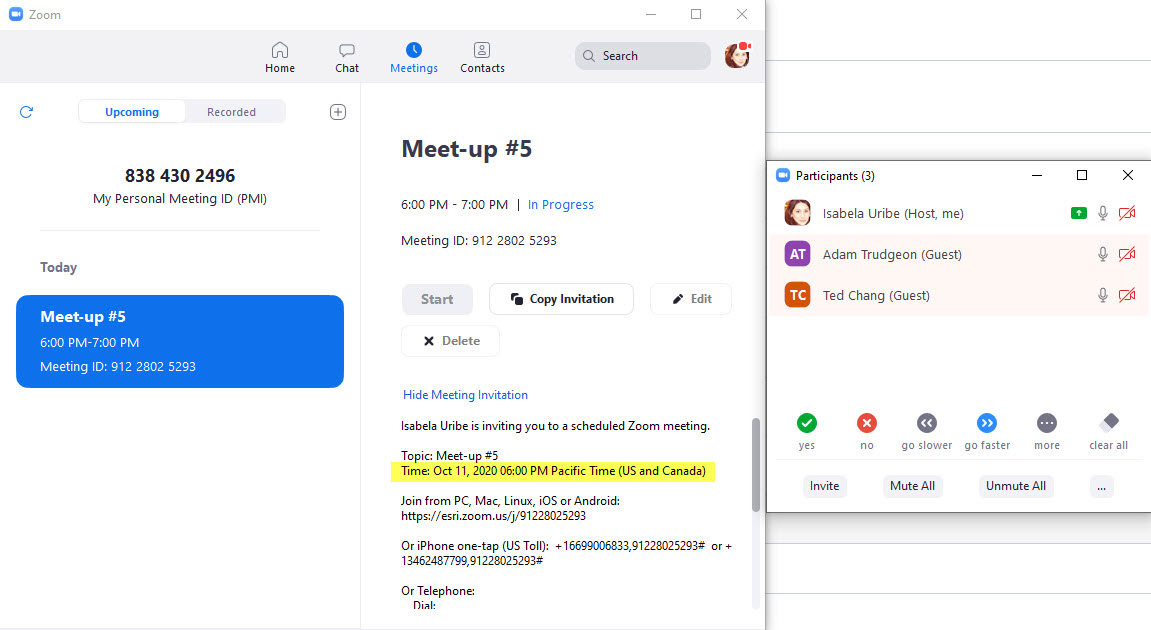 Zoom
Home
Chat
Meetings
Contacts
Search
Upcoming
Recorded
838 430 2496
My Personal Meeting ID (PMI)
Today
Meet-up #5
6:00 PM-7:00 PM
Meeting ID: 912 2802 5293
Meet-up #5
6:00 PM - 7:00 PM | In Progress
Meeting ID: 912 2802 5293
Start
Copy Invitation
Edit
Delete
Hide Meeting Invitation
Isabela Uribe is inviting you to a scheduled Zoom meeting.
Topic: Meet-up #5
Time: Oct 11, 2020 06:00 PM Pacific Time (US and Canada)
Join from PC, Mac, Linux, iOS or Android:
https://esri.zoom.us/j/91228025293
Or iPhone one-tap (US Toll): +16699006833,91228025293# or +
13462487799,91228025293#
Or Telephone:
Dial:
Participants (3)
Isabela Uribe (Host, me)
AT Adam Trudgeon (Guest)
TC Ted Chang (Guest)
yes
no
go slower
go faster
more
clear all
Invite
Mute All
Unmute All
...